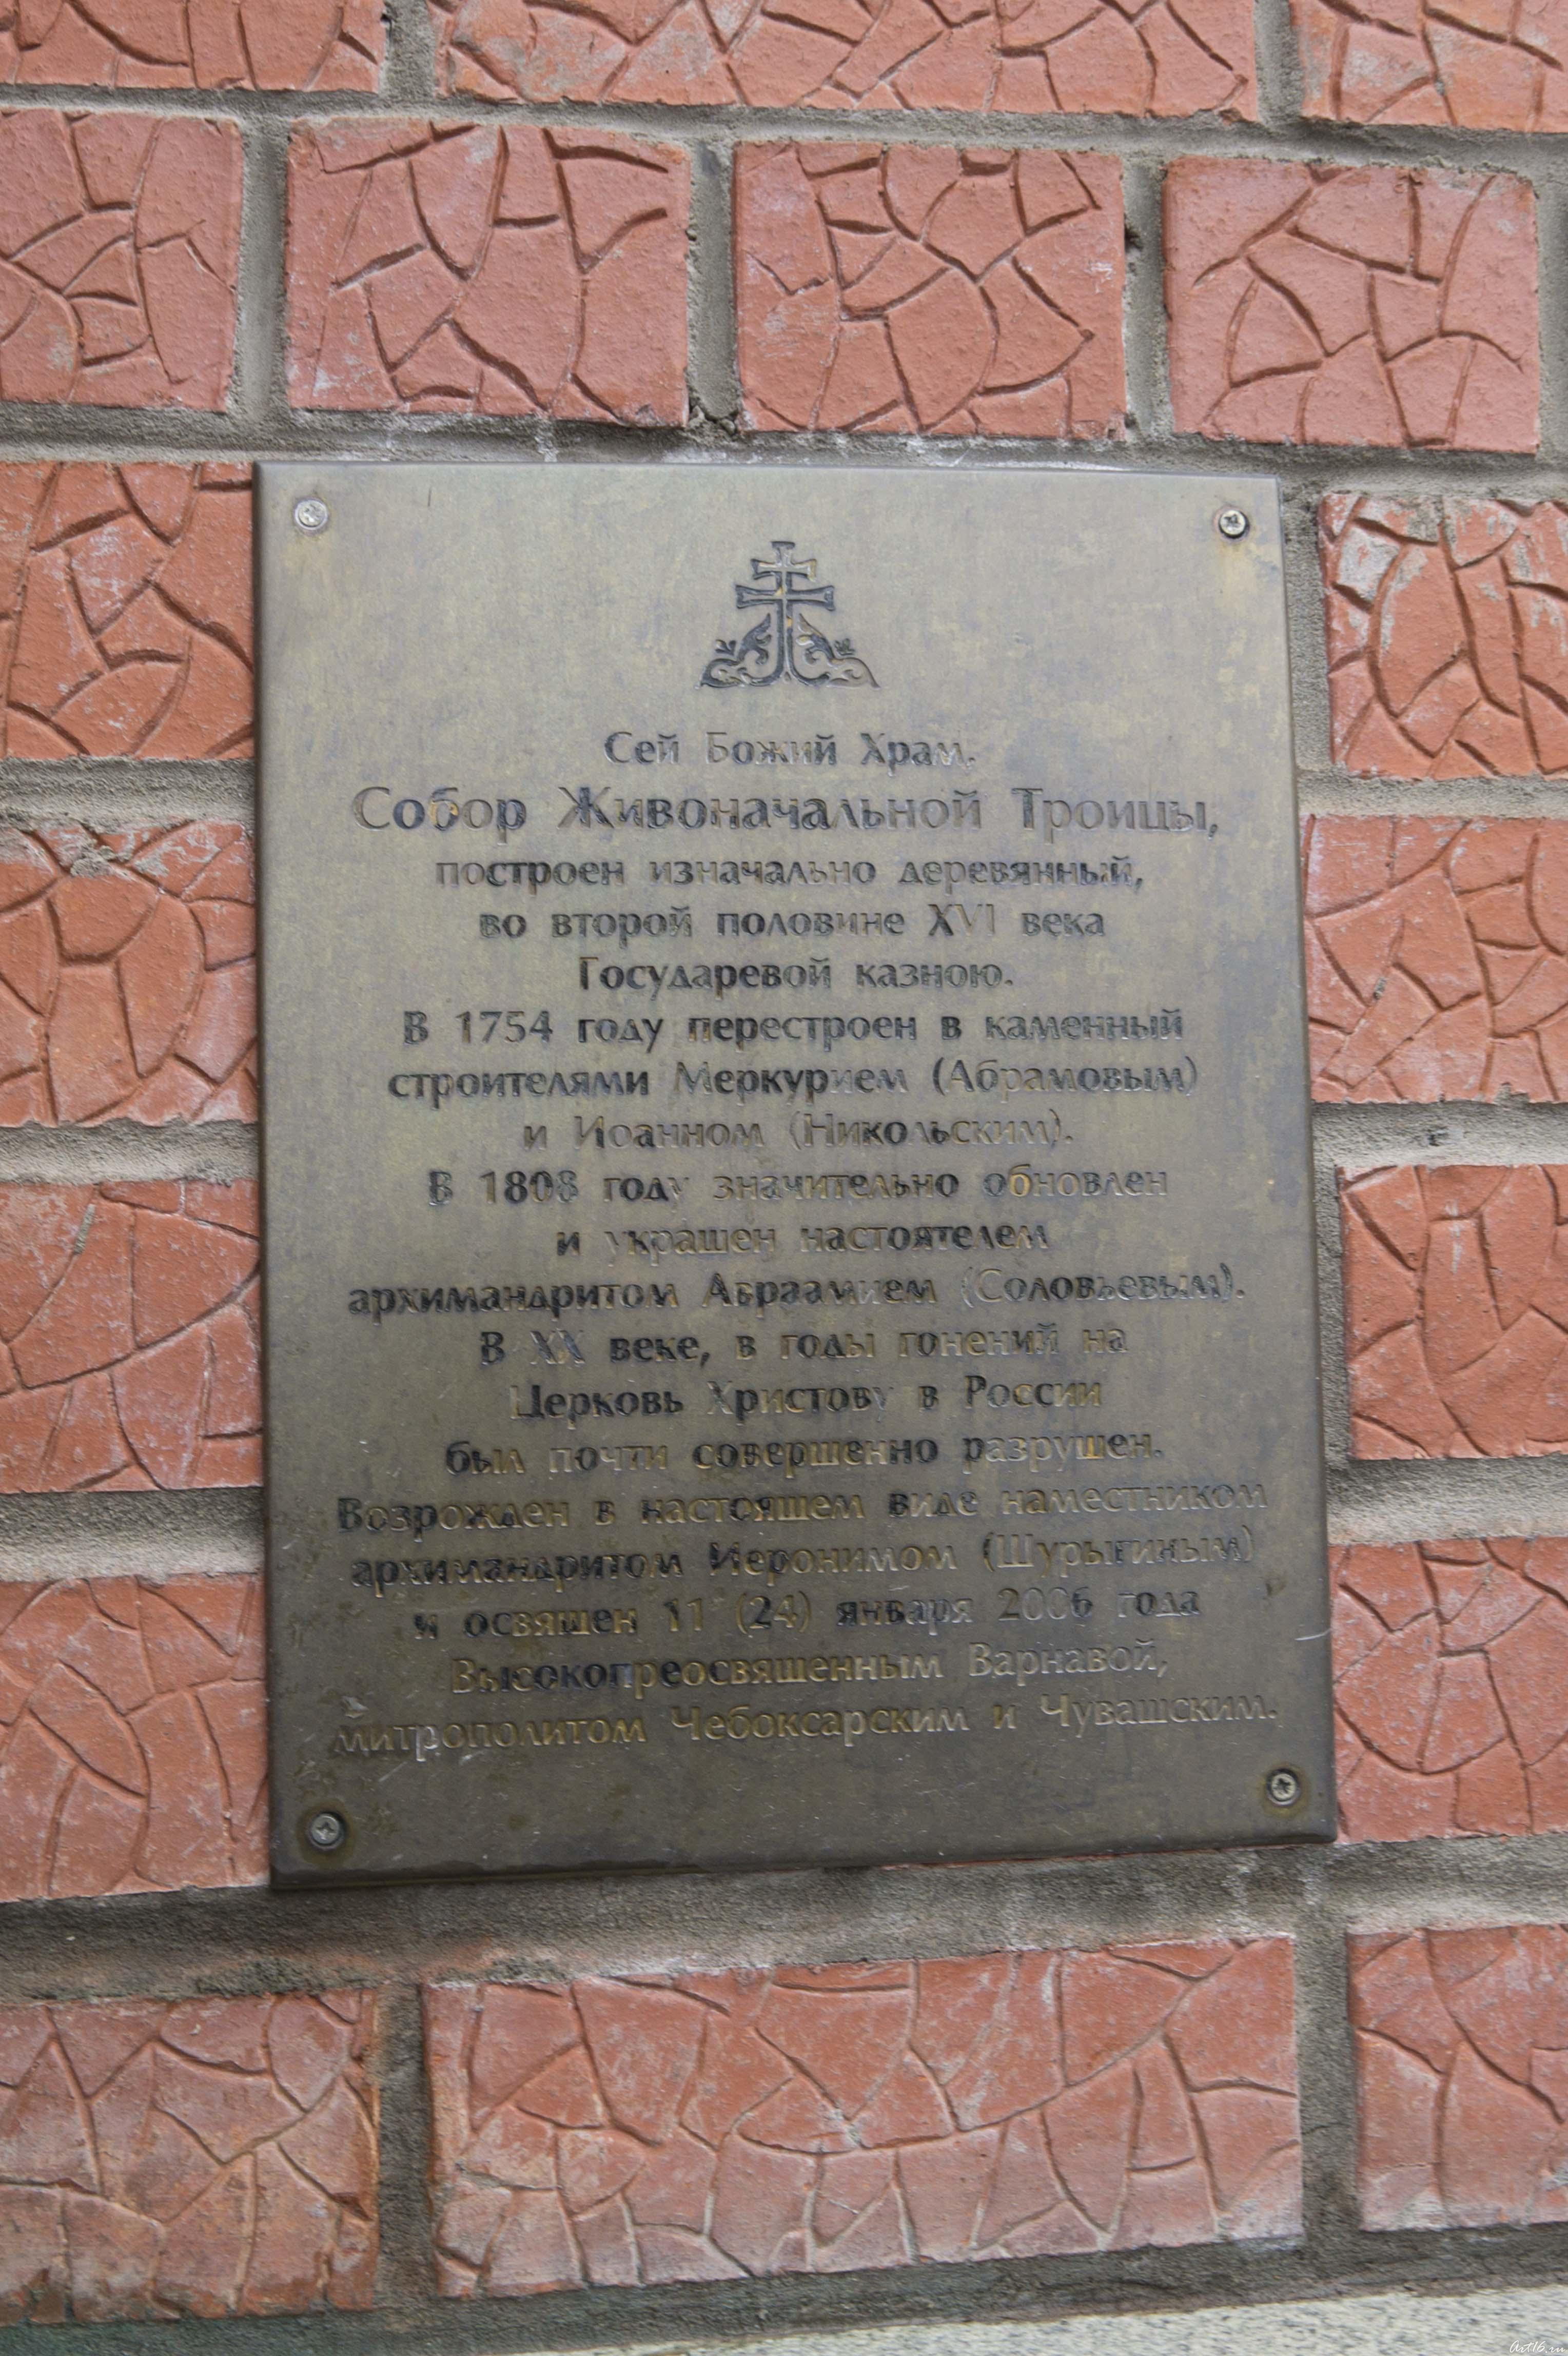 Сей Божий Храм,
Собор Живоначальной Троицы,
построен изначально деревянный,
во второй половине XVI века
Государевой казною.
В 1754 году перестроен в каменный
строителями Меркурием (Абрамовым)
и Иоанном (Никольским).
В 1808 году значительно обновлен
и украшен настоятелем
архимандритом Авраамием (Соловьевым).
В XX веке, в годы гонений на
Церковь Христову в России
был почти совершенно разрушен.
Возрожден в настоящем виде наместником
архимандритом Иеронимом (Шурыгиным)
и освящен 11 (24) января 2006 года
Высокопреосвященным Варнавой,
митрополитом Чебоксарским и Чувашским.
Art16.ru